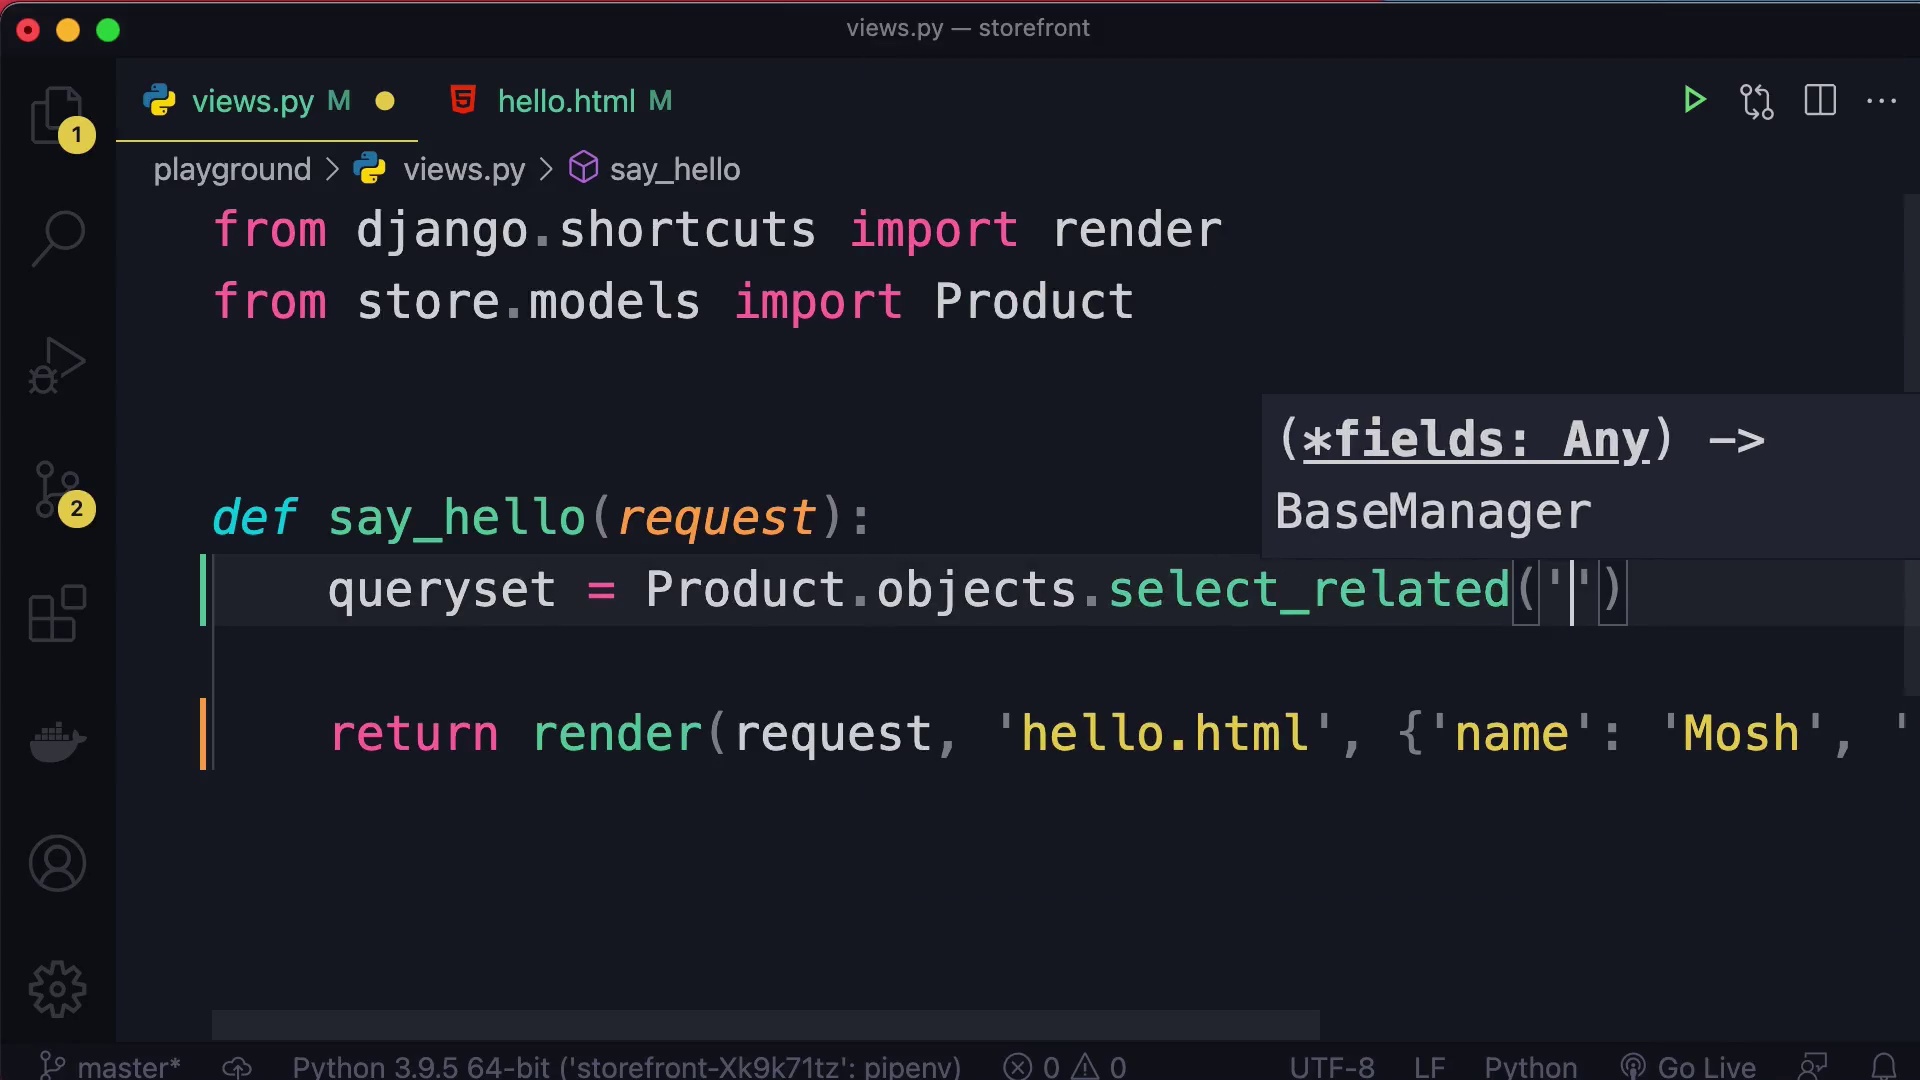 views.py — storefront
views.py M hello.html M
1
playground > views.py > say_hello
from django.shortcuts import render
from store.models import Product
(*fields: Any) ->
BaseManager
def say_hello(request):
queryset = Product.objects.select_related('')
2
return render(request, 'hello.html', {'name': 'Mosh', '
master* Python 3.9.5 64-bit ('storefront-Xk9k71tz': pipenv) 0 0 UTF-8 LF Python Go Live